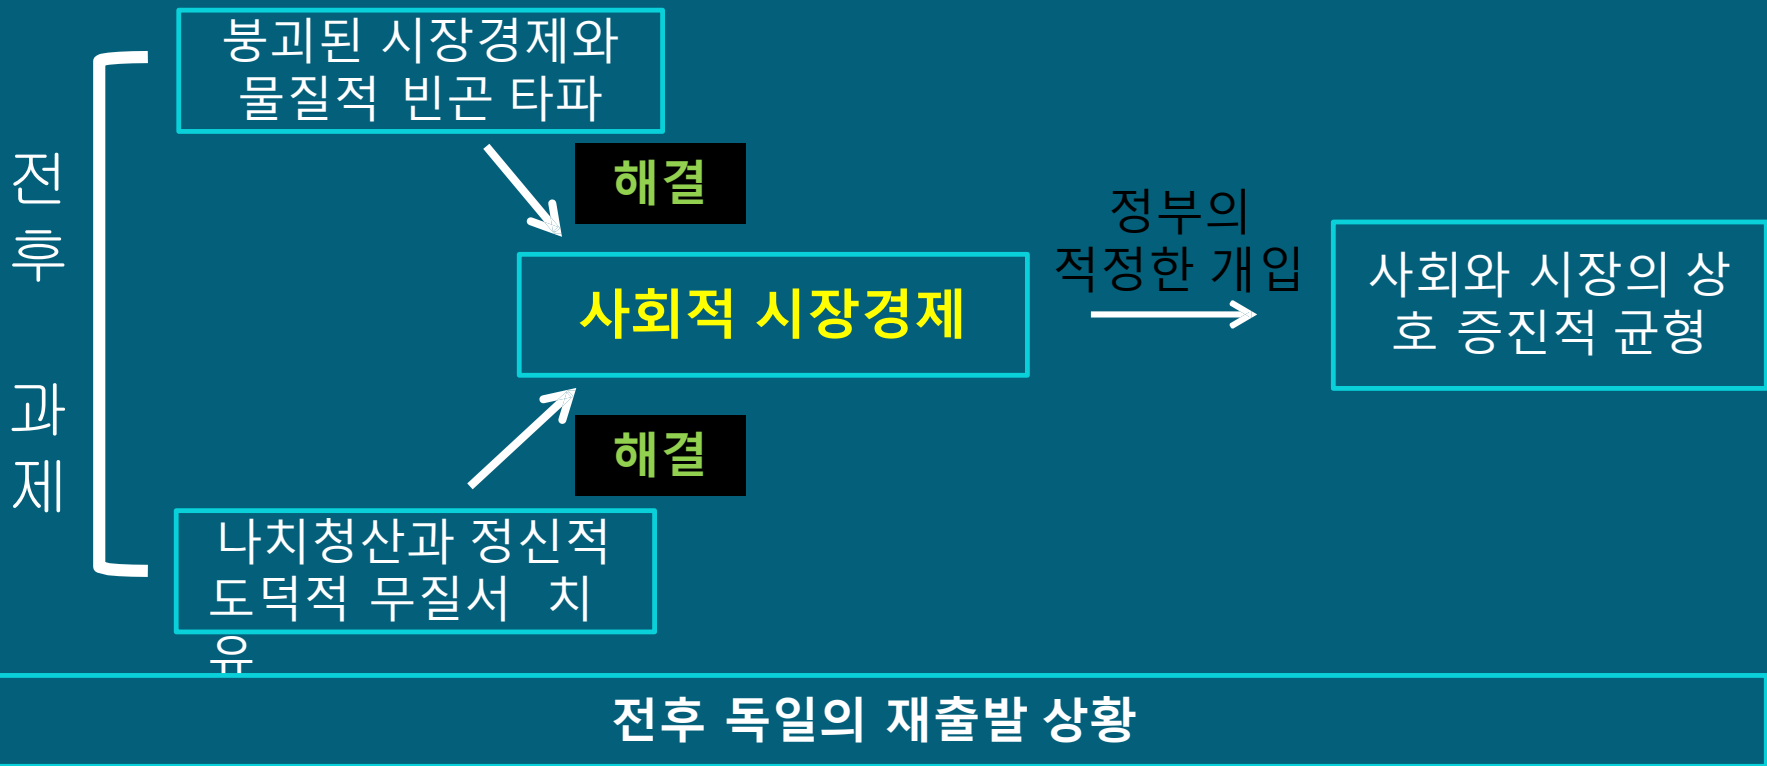 붕괴된 시장경제와
물질적 빈곤 타파
전
후
과
제
해결
정부의
적정한 개입
사회적 시장경제
사회와 시장의 상
호 증진적 균형
해결
나치청산과 정신적
도덕적 무질서 치
유
전후 독일의 재출발 상황